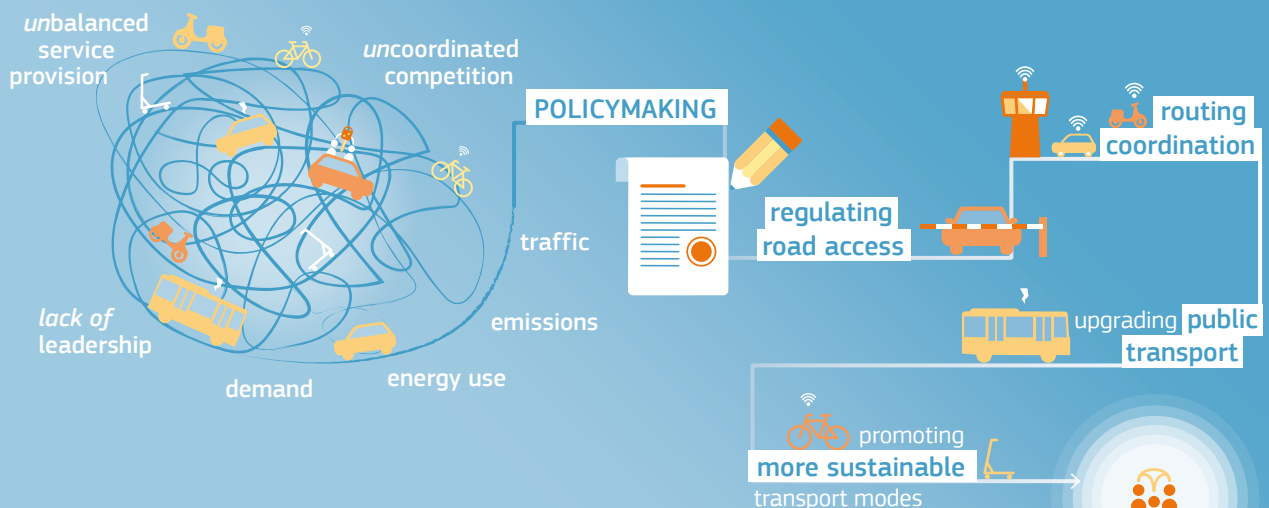 unbalanced
service
provision
uncoordinated
competition
lack of
leadership
demand
energy use
emissions
traffic
POLICYMAKING
regulating
road access
routing
coordination
upgrading public
transport
promoting
more sustainable
transport modes